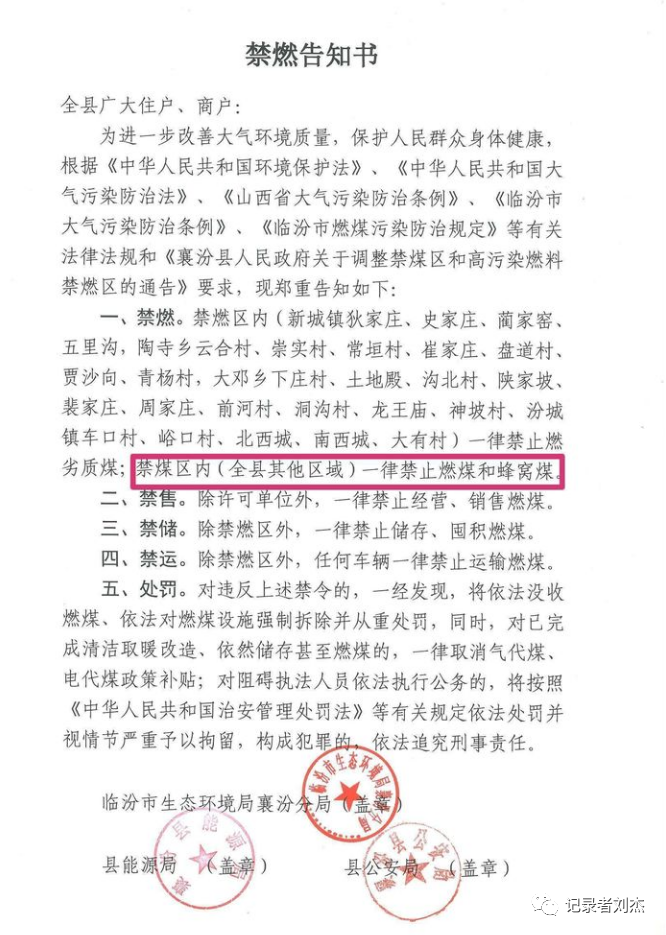 禁燃告知书
全县广大住户、商户：
为进一步改善大气环境质量，保护人民群众身体健康，
根据《中华人民共和国环境保护法》、《中华人民共和国大
气污染防治法》、《山西省大气污染防治条例》、《临汾市
大气污染防治条例》、《临汾市燃煤污染防治规定》等有关
法律法规和《襄汾县人民政府关于调整禁煤区和高污染燃料
禁燃区的通告》要求，现郑重告知如下：
一、禁燃。禁燃区内（新城镇狄家庄、史家庄、蔺家窑、
五里沟，陶寺乡云合村、崇实村、常垣村、崔家庄、盘道村、
贾沙向、青杨村，大邓乡下庄村、土地殿、沟北村、陕家坡、
裴家庄、周家庄、前河村、洞沟村、龙王庙、神坡村，汾城
镇车口村、峪口村、北西城、南西城、大有村）一律禁止燃
劣质煤；禁煤区内（全县其他区域）一律禁止燃煤和蜂窝煤。
二、禁售。除许可单位外，一律禁止经营、销售燃煤。
三、禁储。除禁燃区外，一律禁止储存、囤积燃煤。
四、禁运。除禁燃区外，任何车辆一律禁止运输燃煤。
五、处罚。对违反上述禁令的，一经发现，将依法没收
燃煤、依法对燃煤设施强制拆除并从重处罚，同时，对已完
成清洁取暖改造、依然储存甚至燃煤的，一律取消气代煤、
电代煤政策补贴；对阻碍执法人员依法执行公务的，将按照
《中华人民共和国治安管理处罚法》等有关规定依法处罚并
视情节严重予以拘留，构成犯罪的，依法追究刑事责任。
临汾市生态环境局襄汾分局（盖章）
临汾市生态环境局襄汾分局
县能源局 （盖章） 县公安局 （盖章）
襄汾县能源局
襄汾县公安局
记录者刘杰